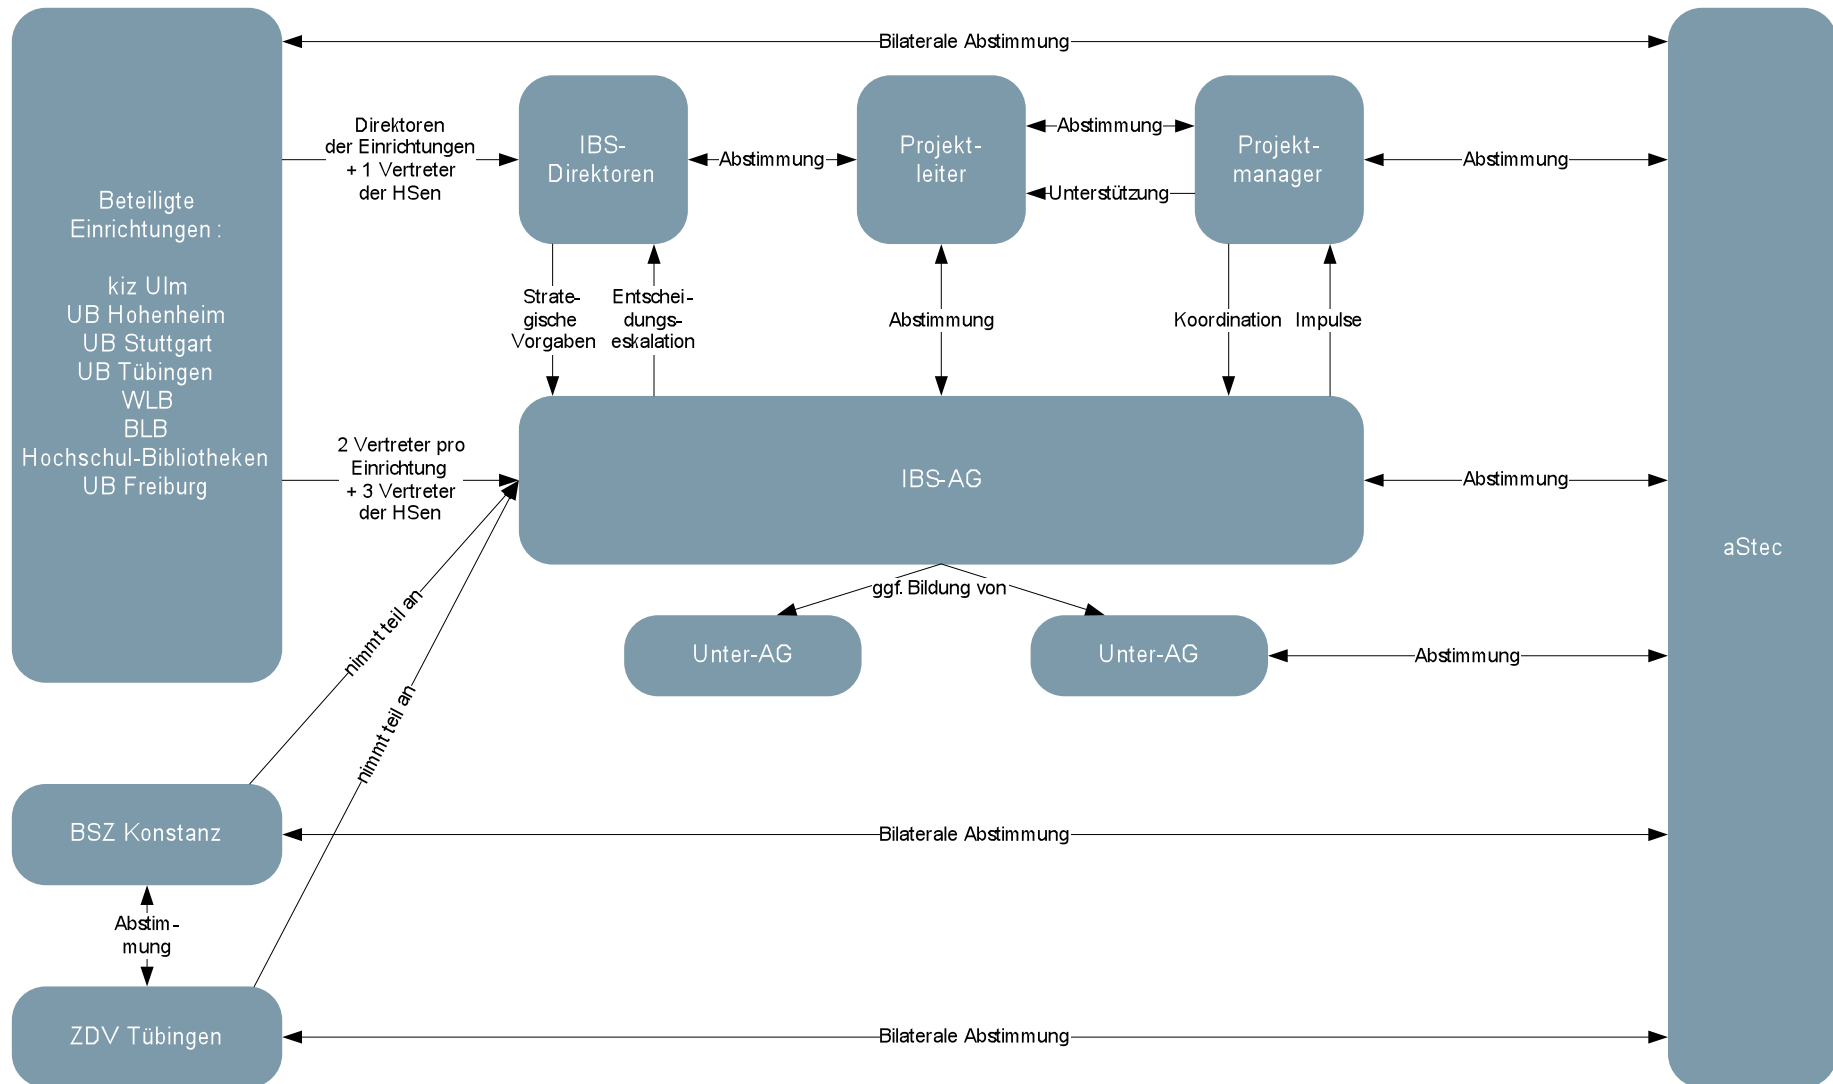 Bilaterale Abstimmung
Beteiligte
Einrichtungen :
kiz Ulm
UB Hohenheim
UB Stuttgart
UB Tübingen
WLB
BLB
Hochschul-Bibliotheken
UB Freiburg
Direktoren
der Einrichtungen
+ 1 Vertreter
der HSen
IBS-
Direktoren
Abstimmung
Projekt-
leiter
Abstimmung
Unterstützung
Projekt-
manager
Abstimmung
Strate-
gische
Vorgaben
Entschei-
dungs-
eskalation
Abstimmung
Koordination
Impulse
2 Vertreter pro
Einrichtung
+ 3 Vertreter
der HSen
IBS-AG
Abstimmung
aStec
ggf. Bildung von
Unter-AG
Unter-AG
Abstimmung
nimmt teil an
nimmt teil an
BSZ Konstanz
Bilaterale Abstimmung
Abstim-
mung
ZDV Tübingen
Bilaterale Abstimmung